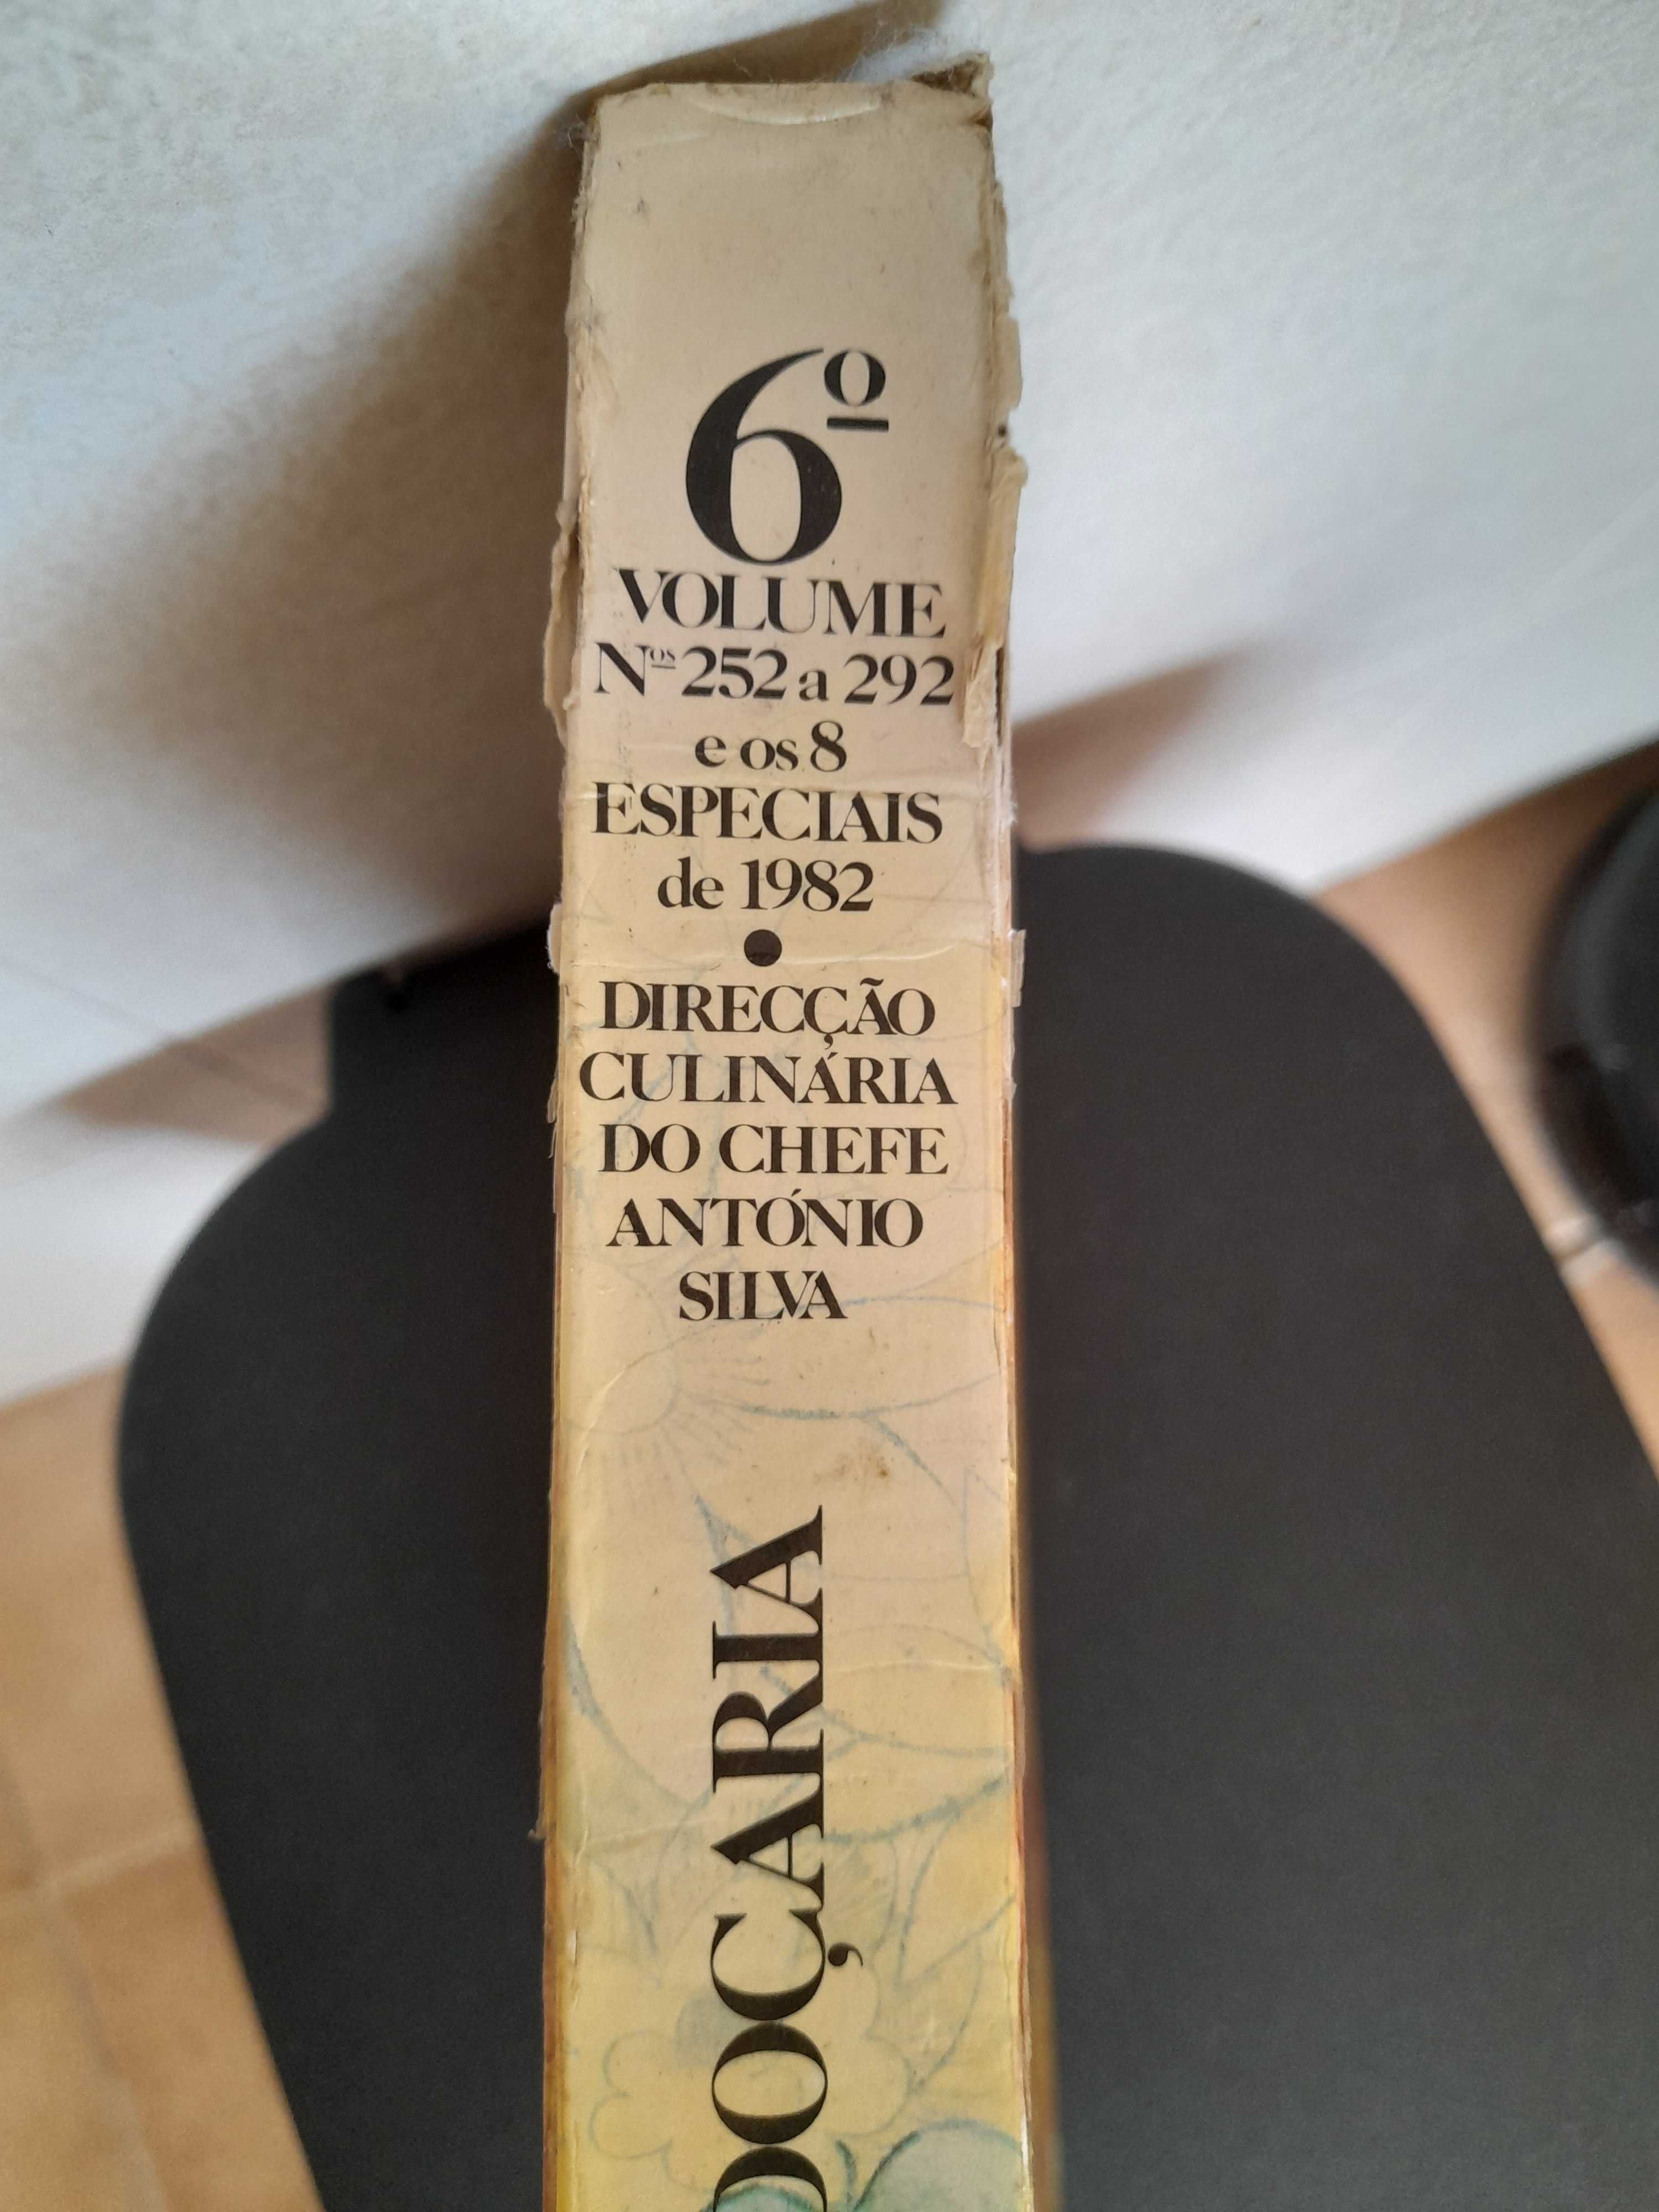 6º
VOLUME
Nos 252 a 292
e os 8
ESPECIAIS
de 1982
●
DIRECÇÃO
CULINÁRIA
DO CHEFE
ANTÓNIO
SILVA
DOÇARIA